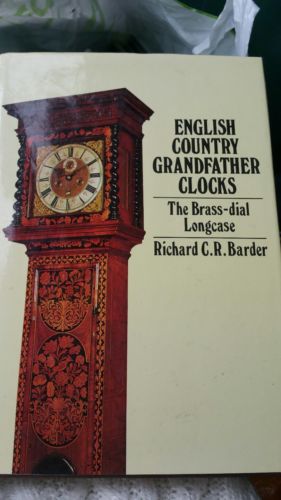 ENGLISH
COUNTRY
GRANDFATHER
CLOCKS
The Brass-dial
Longcase
Richard C.R. Barder